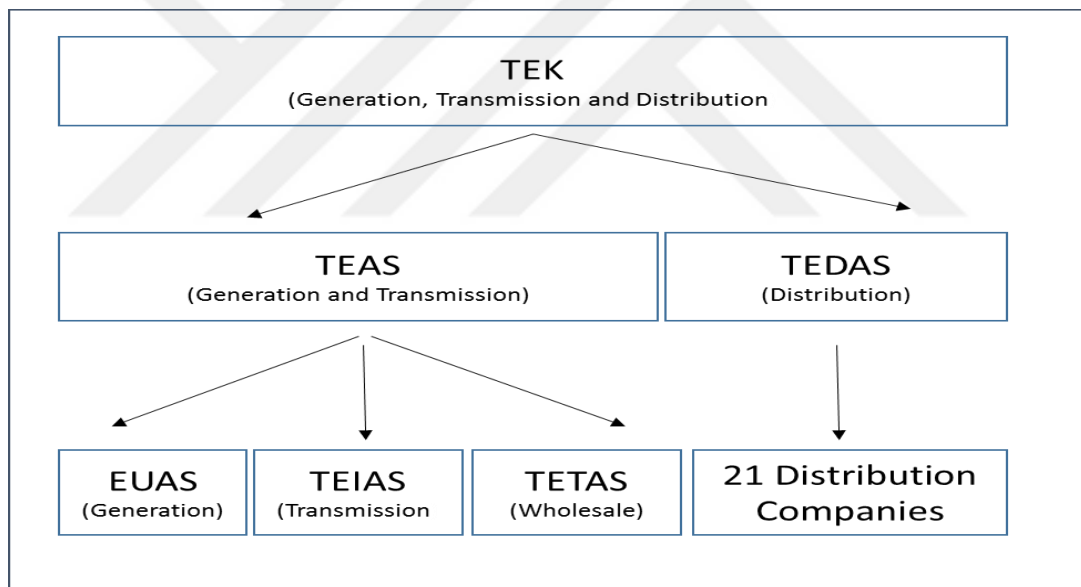 TEK
(Generation, Transmission and Distribution
TEAS
(Generation and Transmission)
TEDAS
(Distribution)
EUAS
(Generation)
TEIAS
(Transmission
TETAS
(Wholesale)
21 Distribution
Companies